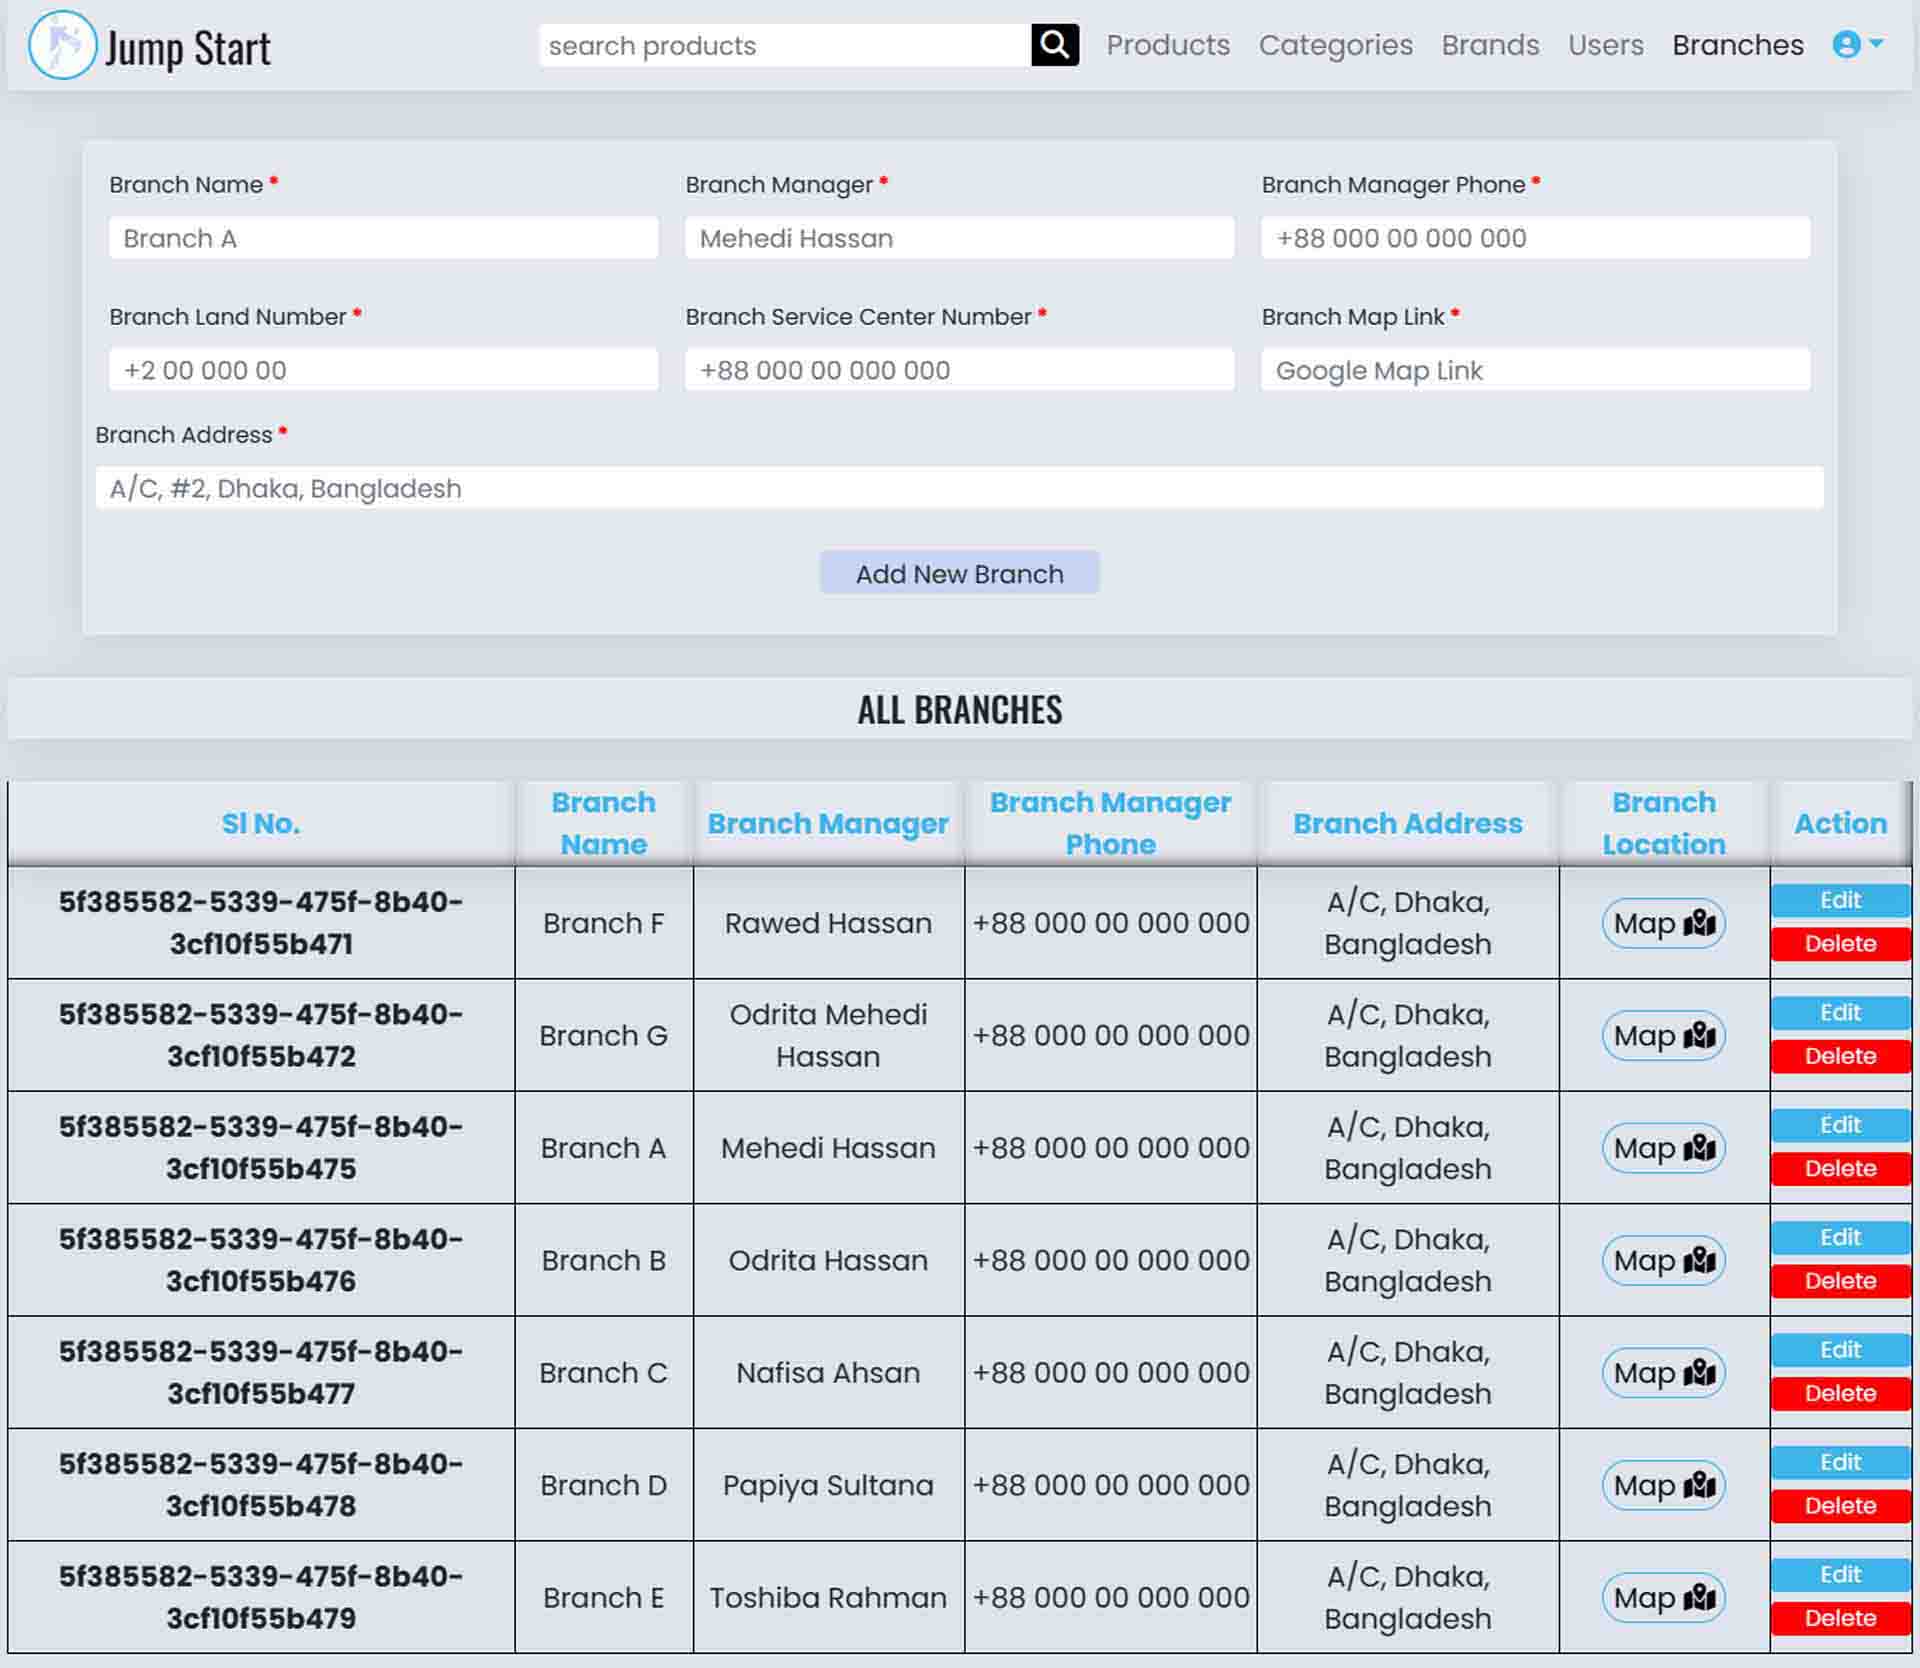 Jump Start
search products
Products Categories Brands Users Branches
Branch Name * Branch Manager * Branch Manager Phone *
Branch A Mehedi Hassan +88 000 00 000 000
Branch Land Number * Branch Service Center Number * Branch Map Link *
+2 00 000 00 +88 000 00 000 000 Google Map Link
Branch Address *
A/C, #2, Dhaka, Bangladesh
Add New Branch
ALL BRANCHES
Sl No. Branch Name Branch Manager Branch Manager Phone Branch Address Branch Location Action
5f385582-5339-475f-8b40-3cf10f55b471 Branch F Rawed Hassan +88 000 00 000 000 A/C, Dhaka, Bangladesh Map Edit Delete
5f385582-5339-475f-8b40-3cf10f55b472 Branch G Odrita Mehedi Hassan +88 000 00 000 000 A/C, Dhaka, Bangladesh Map Edit Delete
5f385582-5339-475f-8b40-3cf10f55b475 Branch A Mehedi Hassan +88 000 00 000 000 A/C, Dhaka, Bangladesh Map Edit Delete
5f385582-5339-475f-8b40-3cf10f55b476 Branch B Odrita Hassan +88 000 00 000 000 A/C, Dhaka, Bangladesh Map Edit Delete
5f385582-5339-475f-8b40-3cf10f55b477 Branch C Nafisa Ahsan +88 000 00 000 000 A/C, Dhaka, Bangladesh Map Edit Delete
5f385582-5339-475f-8b40-3cf10f55b478 Branch D Papiya Sultana +88 000 00 000 000 A/C, Dhaka, Bangladesh Map Edit Delete
5f385582-5339-475f-8b40-3cf10f55b479 Branch E Toshiba Rahman +88 000 00 000 000 A/C, Dhaka, Bangladesh Map Edit Delete